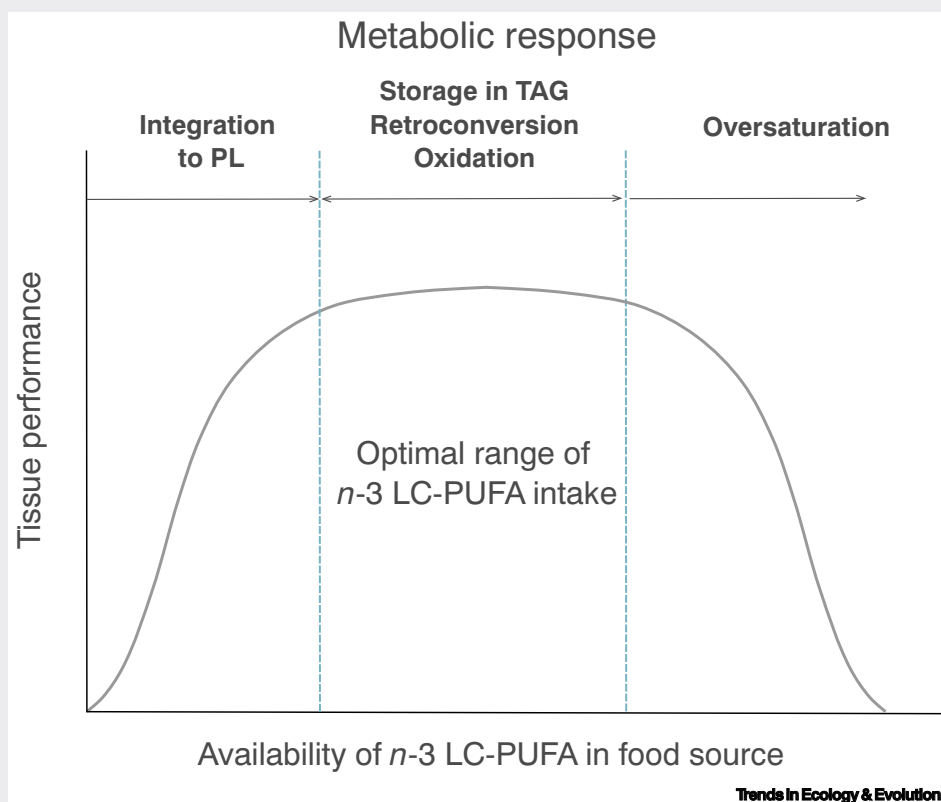 Metabolic response
Integration
to PL
Storage in TAG
Retroconversion
Oxidation
Oversaturation
Tissue performance
Optimal range of
n-3 LC-PUFA intake
Availability of n-3 LC-PUFA in food source
Trends in Ecology & Evolution